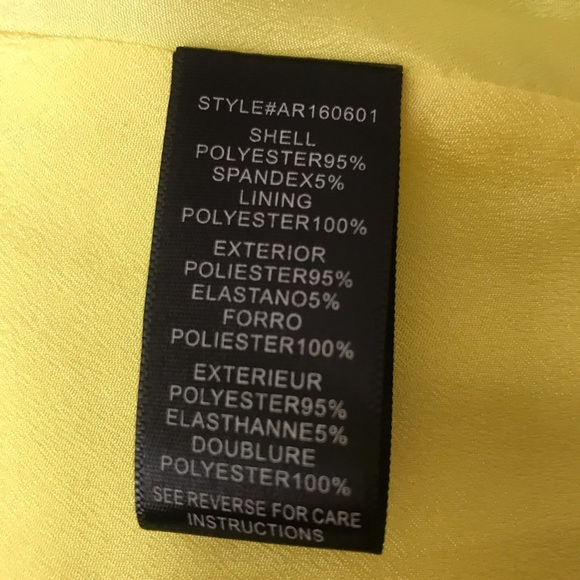 STYLE#AR160601
SHELL
POLYESTER95%
SPANDEX5%
LINING
POLYESTER100%
EXTERIOR
POLIESTER95%
ELASTANO5%
FORRO
POLIESTER100%
EXTERIEUR
POLYESTER95%
ELASTHANNE5%
DOUBLURE
POLYESTER100%
SEE REVERSE FOR CARE
INSTRUCTIONS